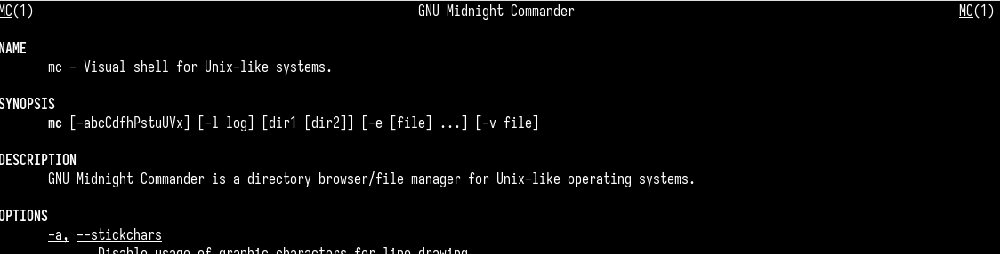 MC(1) GNU Midnight Commander MC(1)
NAME
mc - Visual shell for Unix-like systems.
SYNOPSIS
mc [-abcCdfhPstuUVx] [-l log] [dir1 [dir2]] [-e [file] ...] [-v file]
DESCRIPTION
GNU Midnight Commander is a directory browser/file manager for Unix-like operating systems.
OPTIONS
-a, --stickchars
Disable usage of graphic characters for line drawing.